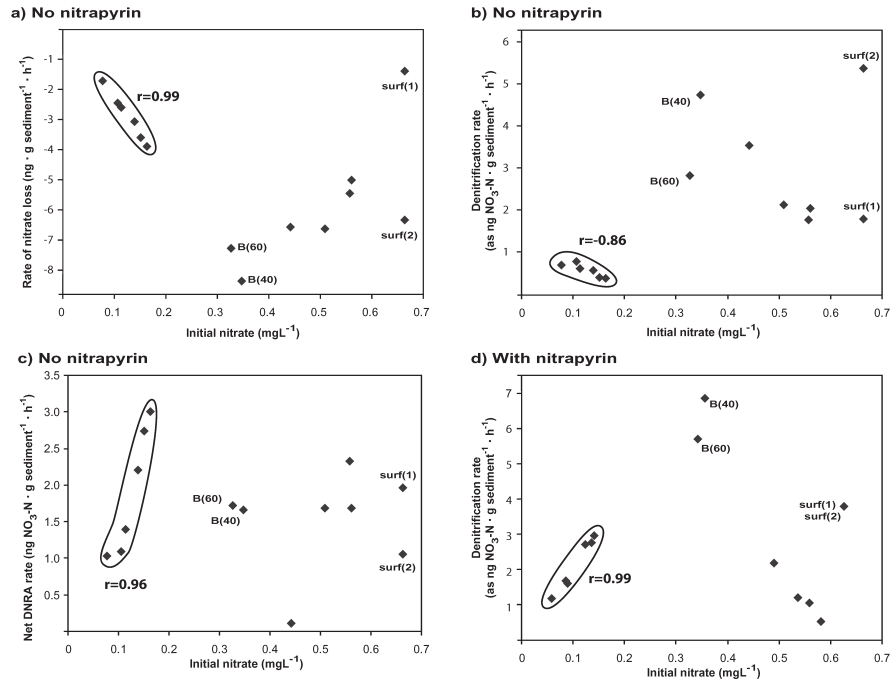 a) No nitrapyrin
Rate of nitrate loss (ng · g sediment⁻¹ · h⁻¹)
-1
-2
-3
-4
-5
-6
-7
-8
r=0.99
surf(1)
surf(2)
B(60)
B(40)
0 0.1 0.2 0.3 0.4 0.5 0.6 0.7
Initial nitrate (mgL⁻¹)
b) No nitrapyrin
Denitrification rate
(as ng NO₃-N · g sediment⁻¹ · h⁻¹)
6
5
4
3
2
1
surf(2)
B(40)
B(60)
surf(1)
r=-0.86
0 0.1 0.2 0.3 0.4 0.5 0.6 0.7
Initial nitrate (mgL⁻¹)
c) No nitrapyrin
Net DNRA rate (ng NO₃-N · g sediment⁻¹ · h⁻¹)
3.5
3.0
2.5
2.0
1.5
1.0
0.5
surf(1)
B(60)
B(40)
surf(2)
r=0.96
0 0.1 0.2 0.3 0.4 0.5 0.6 0.7
Initial nitrate (mgL⁻¹)
d) With nitrapyrin
Denitrification rate
(as ng NO₃-N · g sediment⁻¹ · h⁻¹)
7
6
5
4
3
2
1
B(40)
B(60)
surf(1)
surf(2)
r=0.99
0 0.1 0.2 0.3 0.4 0.5 0.6 0.7
Initial nitrate (mgL⁻¹)